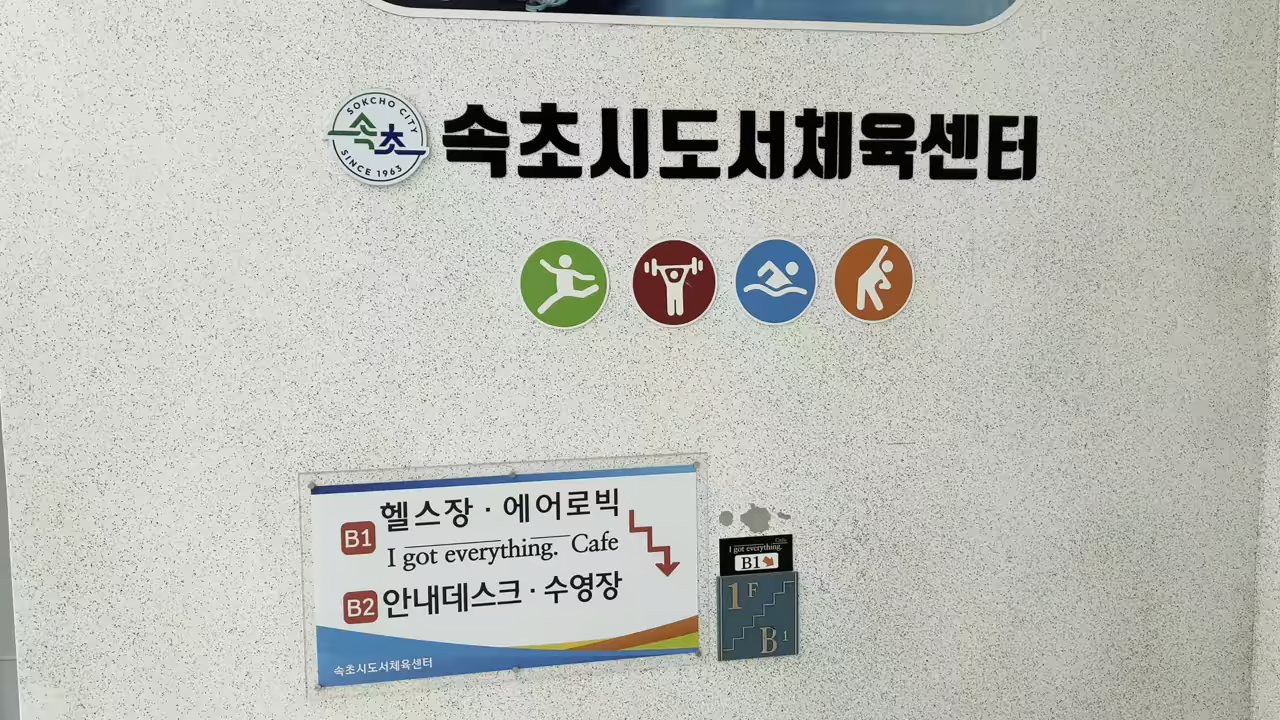 SOKCHO CITY
속초
SINCE 1963
속초시도서체육센터
B1 헬스장 · 에어로빅
I got everything. Cafe
B2 안내데스크 · 수영장
속초시도서체육센터
Cafe
I got everything.
B1
1F
B1